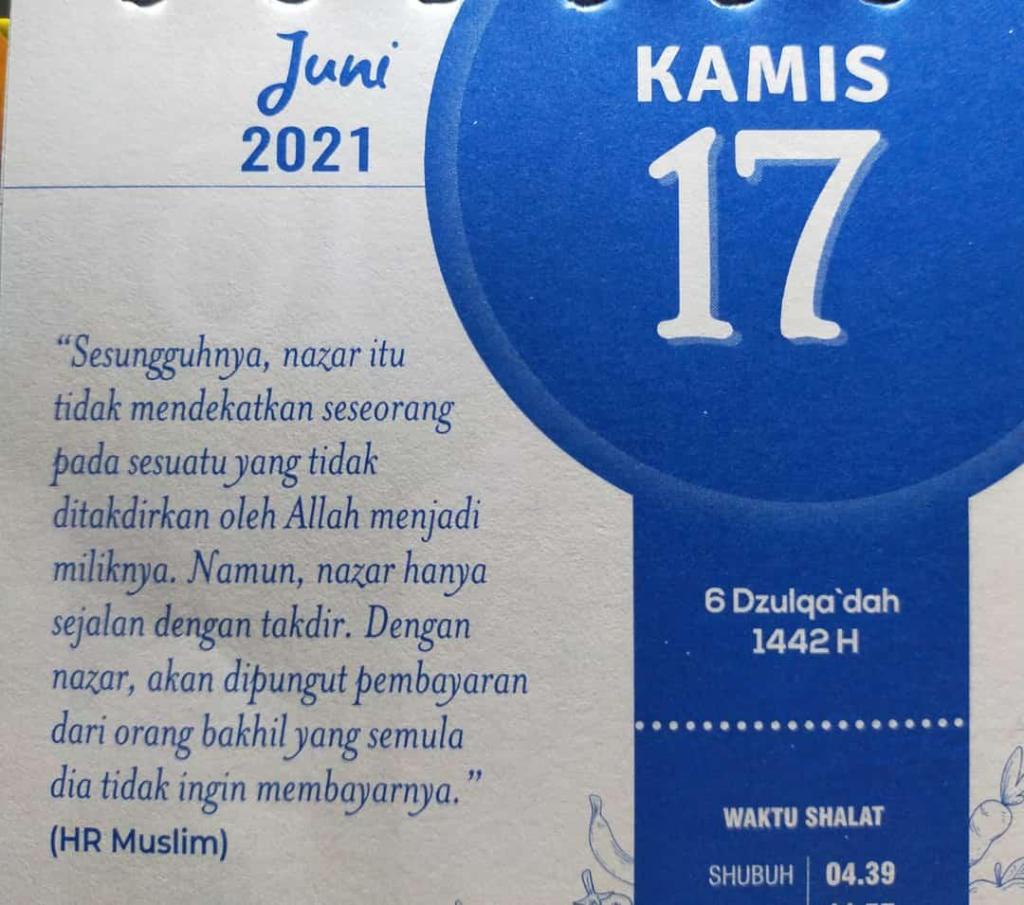 Juni
2021
KAMIS
17
“Sesungguhnya, nazar itu
tidak mendekatkan seseorang
pada sesuatu yang tidak
ditakdirkan oleh Allah menjadi
miliknya. Namun, nazar hanya
sejalan dengan takdir. Dengan
nazar, akan dipungut pembayaran
dari orang bakhil yang semula
dia tidak ingin membayarnya.”
(HR Muslim)
6 Dzulqa`dah
1442 H
WAKTU SHALAT
SHUBUH 04.39